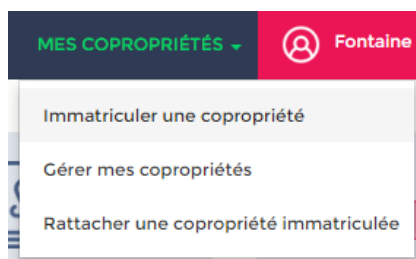 MES COPROPRIÉTÉS
Fontaine
Immatriculer une copropriété
Gérer mes copropriétés
Rattacher une copropriété immatriculée